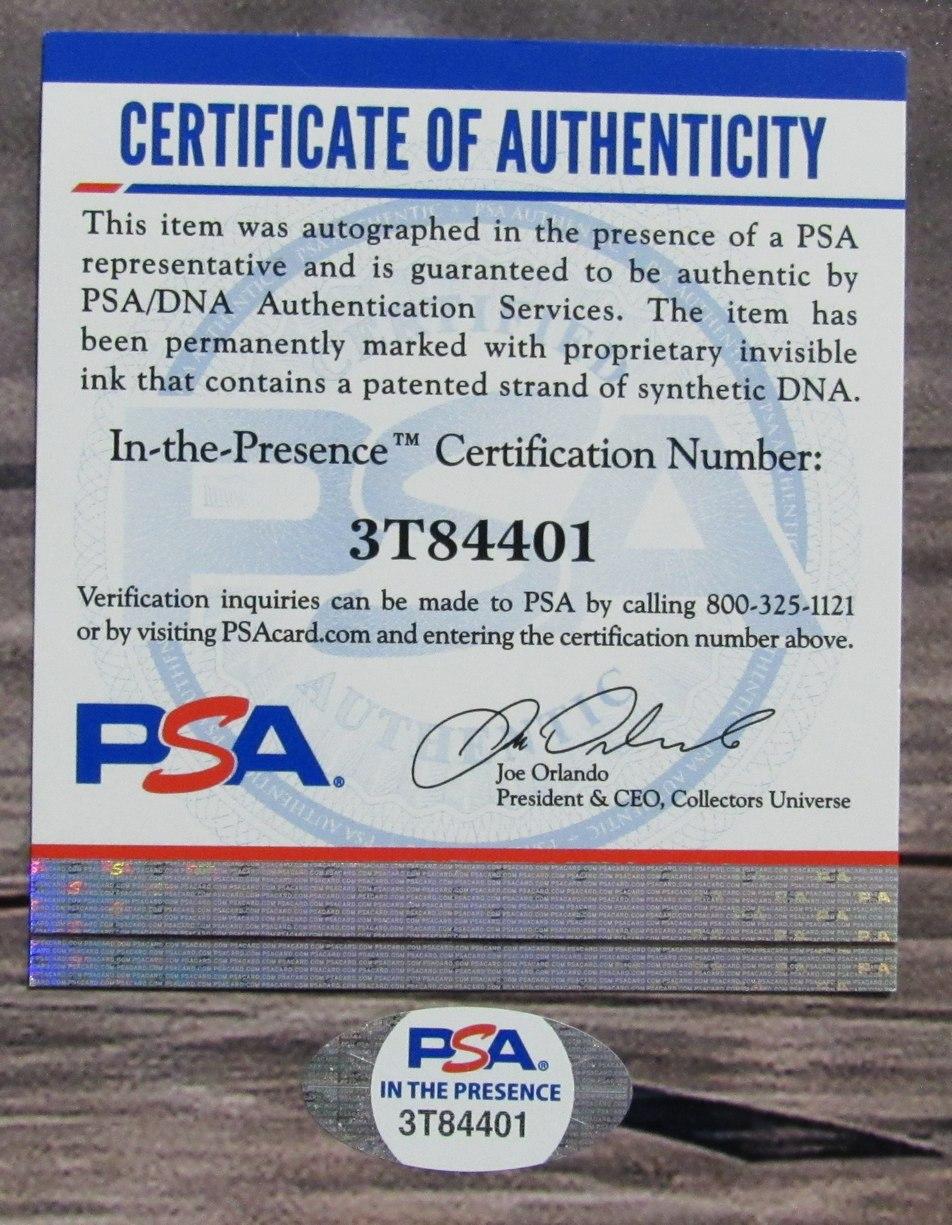 CERTIFICATE OF AUTHENTICITY
This item was autographed in the presence of a PSA
representative and is guaranteed to be authentic by
PSA/DNA Authentication Services. The item has
been permanently marked with proprietary invisible
ink that contains a patented strand of synthetic DNA.
In-the-Presence™ Certification Number:
3T84401
Verification inquiries can be made to PSA by calling 800-325-1121
or by visiting PSAcard.com and entering the certification number above.
PSA®
Joe Orlando
President & CEO, Collectors Universe
PSA®
IN THE PRESENCE
3T84401